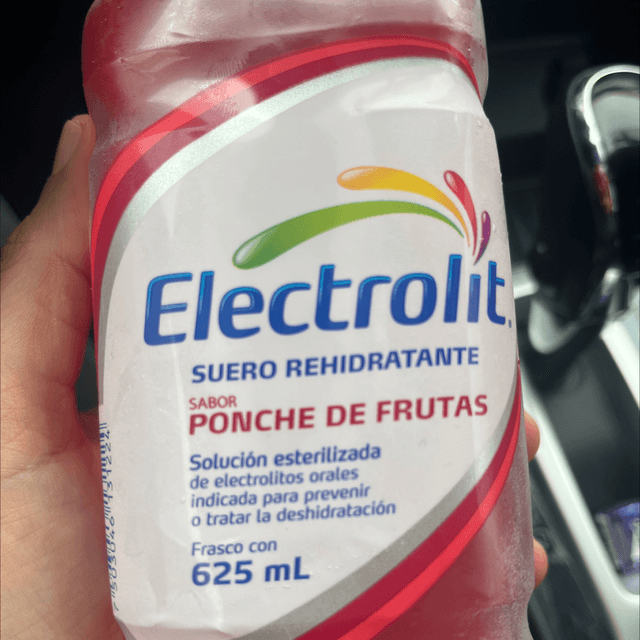 Electrolit.
SUERO REHIDRATANTE
SABOR
PONCHE DE FRUTAS
Solución esterilizada
de electrolitos orales
indicada para prevenir
o tratar la deshidratación
Frasco con
625 mL